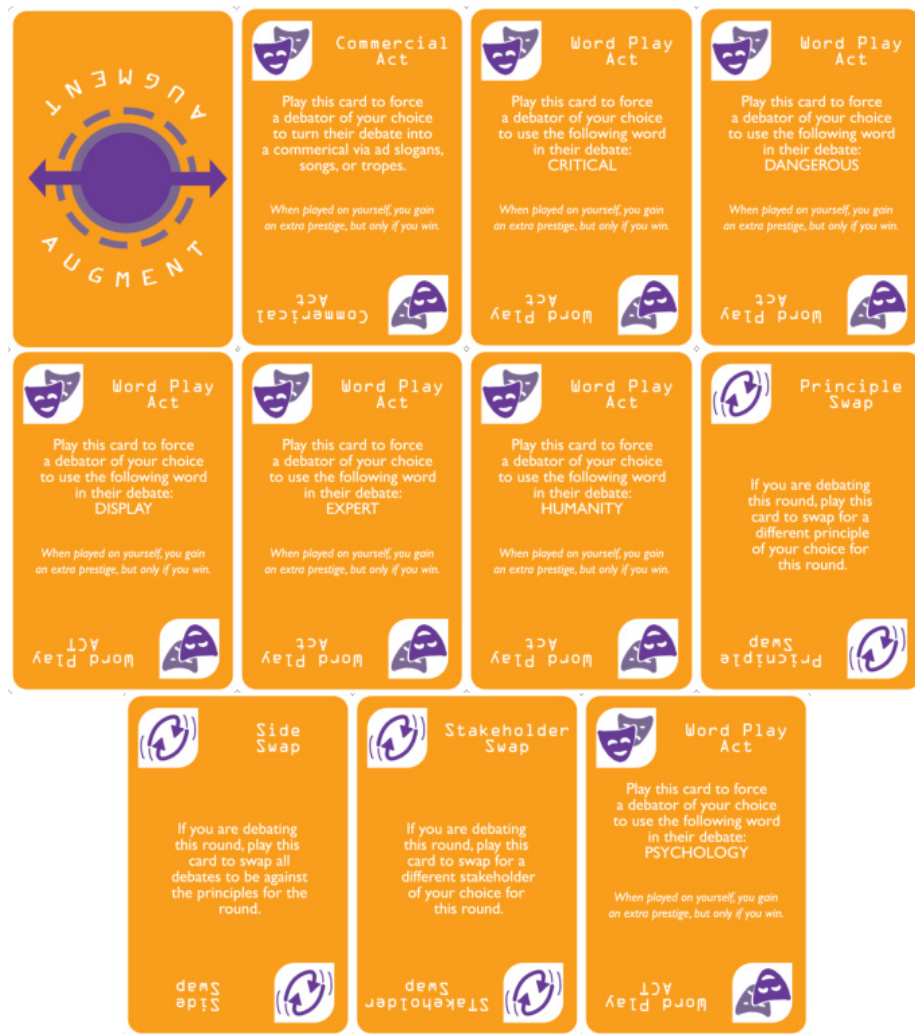 AUGMENT
AUGMENT
Commercial
Act
Play this card to force
a debator of your choice
to turn their debate into
a commerical via ad slogans,
songs, or tropes.
When played on yourself, you gain
an extra prestige, but only if you win.
Commerical
Act
Word Play
Act
Play this card to force
a debator of your choice
to use the following word
in their debate:
CRITICAL
When played on yourself, you gain
an extra prestige, but only if you win.
Word Play
Act
Word Play
Act
Play this card to force
a debator of your choice
to use the following word
in their debate:
DANGEROUS
When played on yourself, you gain
an extra prestige, but only if you win.
Word Play
Act
Word Play
Act
Play this card to force
a debator of your choice
to use the following word
in their debate:
DISPLAY
When played on yourself, you gain
an extra prestige, but only if you win.
Word Play
ACT
Word Play
Act
Play this card to force
a debator of your choice
to use the following word
in their debate:
EXPERT
When played on yourself, you gain
an extra prestige, but only if you win.
Word Play
Act
Word Play
Act
Play this card to force
a debator of your choice
to use the following word
in their debate:
HUMANITY
When played on yourself, you gain
an extra prestige, but only if you win.
Word Play
Act
Principle
Swap
If you are debating
this round, play this
card to swap for a
different principle
of your choice for
this round.
Principle
Swap
Side
Swap
If you are debating
this round, play this
card to swap all
debates to be against
the principles for the
round.
Side
Swap
Stakeholder
Swap
If you are debating
this round, play this
card to swap for a
different stakeholder
of your choice for
this round.
STakeholder
Swap
Word Play
Act
Play this card to force
a debator of your choice
to use the following word
in their debate:
PSYCHOLOGY
When played on yourself, you gain
an extra prestige, but only if you win.
Word Play
ACT